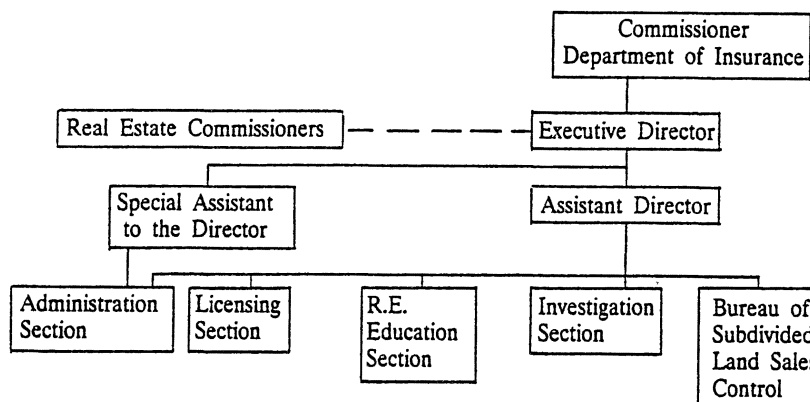 Commissioner
Department of Insurance
Real Estate Commissioners
Executive Director
Special Assistant
to the Director
Assistant Director
Administration
Section
Licensing
Section
R.E.
Education
Section
Investigation
Section
Bureau of
Subdivided
Land Sales
Control